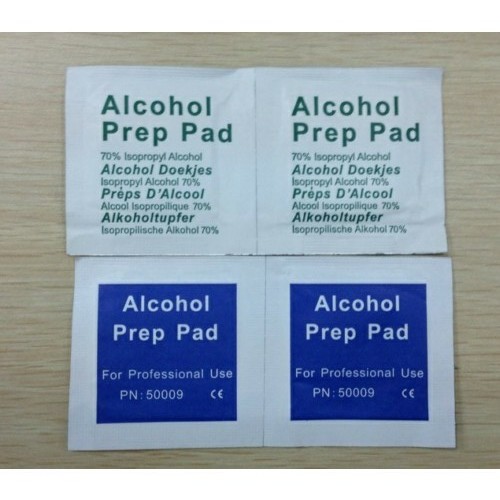 Alcohol
Prep Pad
70% Isopropyl Alcohol
Alcohol Doekjes
Isopropyl Alcohol 70%
Préps D'Alcool
Alcool Isopropilique 70%
Alkoholtupfer
Isopropilische Alkohol 70%
Alcohol
Prep Pad
70% Isopropyl Alcohol
Alcohol Doekjes
Isopropyl Alcohol 70%
Préps D'Alcool
Alcool Isopropilique 70%
Alkoholtupfer
Isopropilische Alkohol 70%
Alcohol
Prep Pad
For Professional Use
PN: 50009 CE
Alcohol
Prep Pad
For Professional Use
PN: 50009 CE